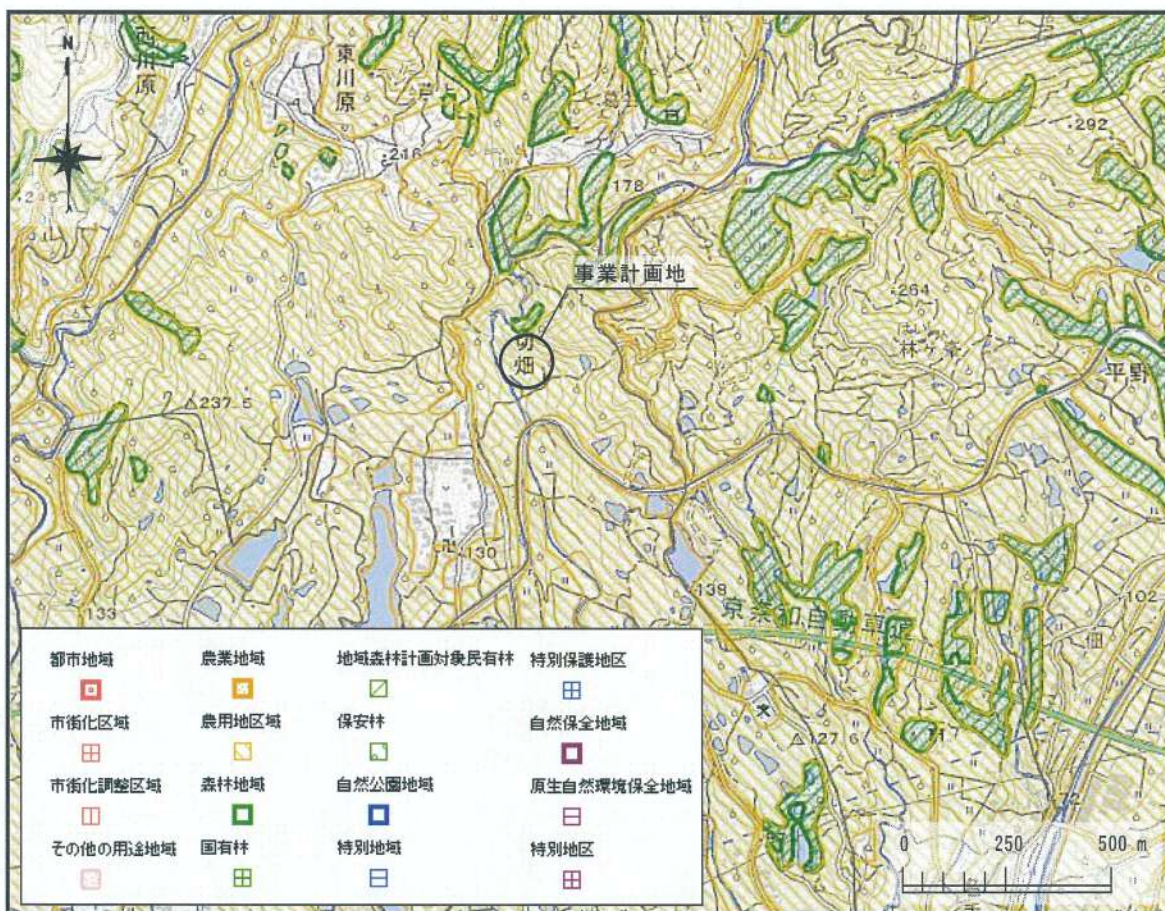 N
西川原
東川原
216
178
292
事業計画地
切畑
264
林ヶ峯
平野
237.5
130
133
139
京奈和自動車道
102
畑
127.6
117
72
都市地域
農業地域
地域森林計画対象民有林
特別保護地区
市街化区域
農用地区域
保安林
自然保全地域
市街化調整区域
森林地域
自然公園地域
原生自然環境保全地域
その他の用途地域
国有林
特別地域
特別地区
0 250 500 m